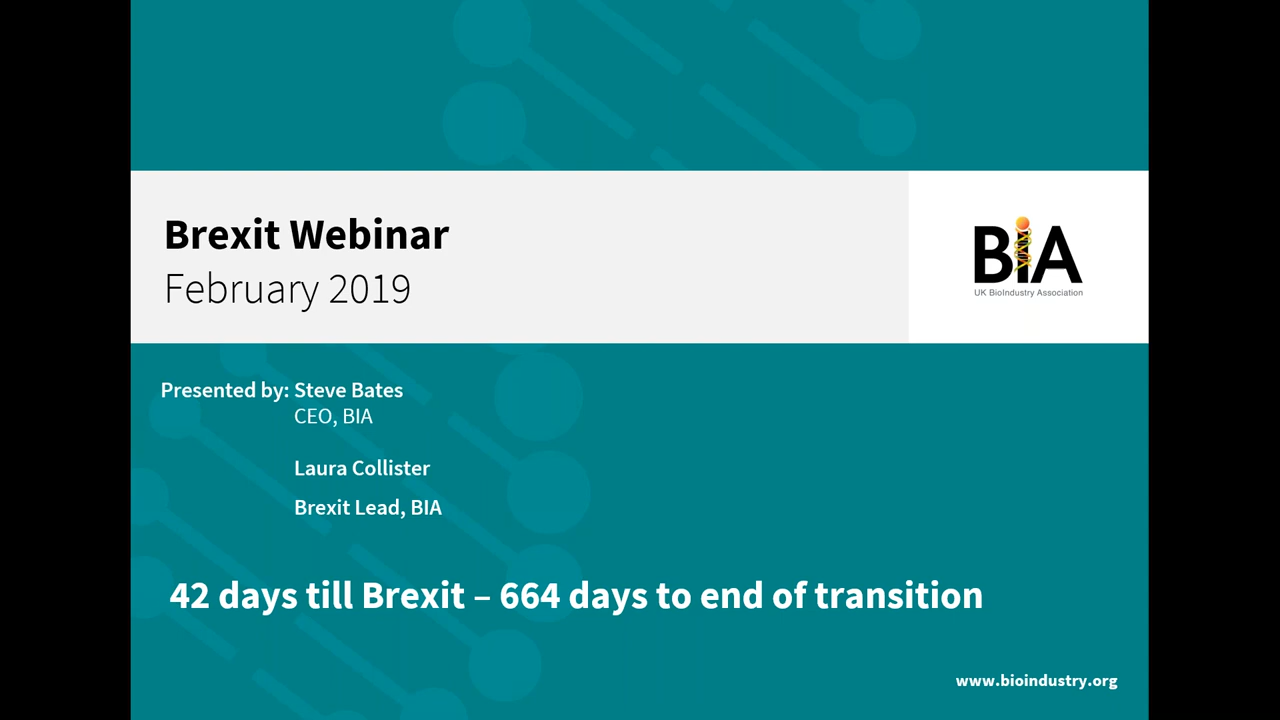 Brexit Webinar
February 2019
BiA
UK BioIndustry Association
Presented by: Steve Bates
CEO, BIA
Laura Collister
Brexit Lead, BIA
42 days till Brexit – 664 days to end of transition
www.bioindustry.org